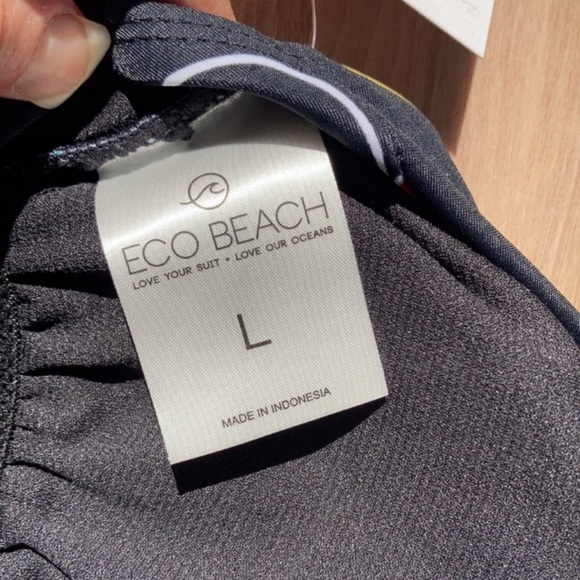 ECO BEACH
LOVE YOUR SUIT • LOVE OUR OCEANS
L
MADE IN INDONESIA